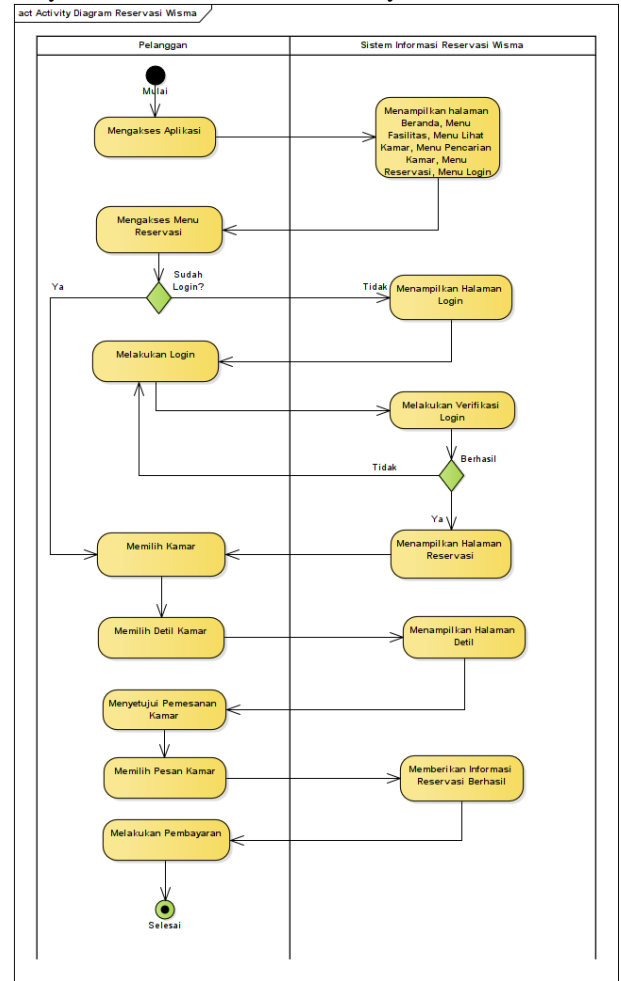 act Activity Diagram Reservasi Wisma
Pelanggan
Sistem Informasi Reservasi Wisma
Mulai
Mengakses Aplikasi
Menampilkan halaman
Beranda, Menu
Fasilitas, Menu Lihat
Kamar, Menu Pencarian
Kamar, Menu
Reservasi, Menu Login
Mengakses Menu
Reservasi
Sudah
Login?
Ya
Tidak
Menampilkan Halaman
Login
Melakukan Login
Melakukan Verifikasi
Login
Berhasil
Tidak
Ya
Memilih Kamar
Menampilkan Halaman
Reservasi
Memilih Detil Kamar
Menampilkan Halaman
Detil
Menyetujui Pemesanan
Kamar
Memilih Pesan Kamar
Memberikan Informasi
Reservasi Berhasil
Melakukan Pembayaran
Selesai